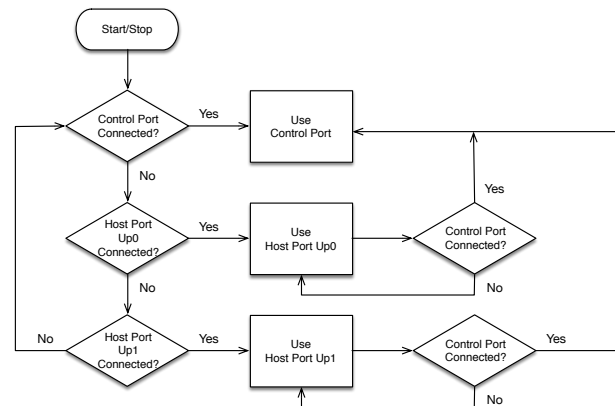 Start/Stop
Control Port
Connected?
Yes
Use
Control Port
No
Yes
Host Port
Up0
Connected?
Yes
Use
Host Port Up0
Control Port
Connected?
No
No
No
Host Port
Up1
Connected?
Yes
Use
Host Port Up1
Control Port
Connected?
Yes
No